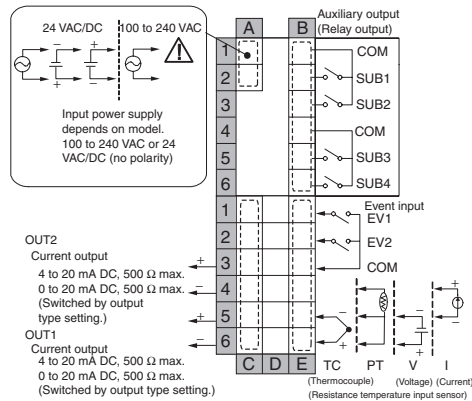 24 VAC/DC
100 to 240 VAC
Input power supply
depends on model.
100 to 240 VAC or 24
VAC/DC (no polarity)
A
B
Auxiliary output
(Relay output)
1
COM
2
SUB1
3
SUB2
4
COM
5
SUB3
6
SUB4
1
Event input
EV1
2
EV2
3
COM
4
5
6
C
D
E
OUT2
Current output
4 to 20 mA DC, 500 Ω max.
0 to 20 mA DC, 500 Ω max.
(Switched by output
type setting.)
OUT1
Current output
4 to 20 mA DC, 500 Ω max.
0 to 20 mA DC, 500 Ω max.
(Switched by output type setting.)
TC
PT
V
I
(Thermocouple)
(Voltage)
(Current)
(Resistance temperature input sensor)